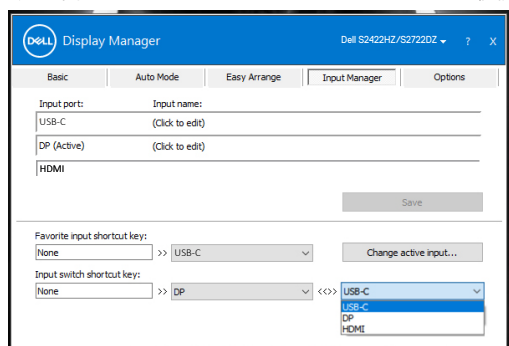 DELL Display Manager Dell S2422HZ/S2722DZ ? X
Basic Auto Mode Easy Arrange Input Manager Options
Input port: Input name:
USB-C (Click to edit)
DP (Active) (Click to edit)
HDMI
Save
Favorite input shortcut key:
None >> USB-C Change active input...
Input switch shortcut key:
None >> DP <<>> USB-C
USB-C
DP
HDMI